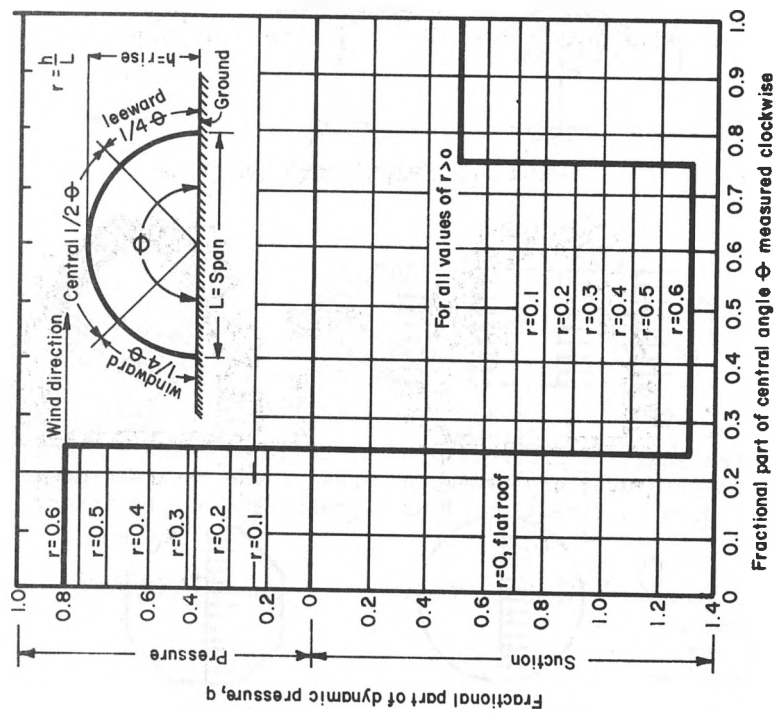 Wind direction
r = h/L
Central 1/2 Φ
windward
1/4 Φ
leeward
1/4 Φ
Φ
h=rise
L=Span
Ground
Fractional part of dynamic pressure, q
Pressure
Suction
1.0
0.8
0.6
0.4
0.2
0
0.2
0.4
0.6
0.8
1.0
1.2
1.4
r=0.6
r=0.5
r=0.4
r=0.3
r=0.2
r=0.1
r=0, flat roof
For all values of r>0
r=0.1
r=0.2
r=0.3
r=0.4
r=0.5
r=0.6
0 0.1 0.2 0.3 0.4 0.5 0.6 0.7 0.8 0.9 1.0
Fractional part of central angle Φ measured clockwise